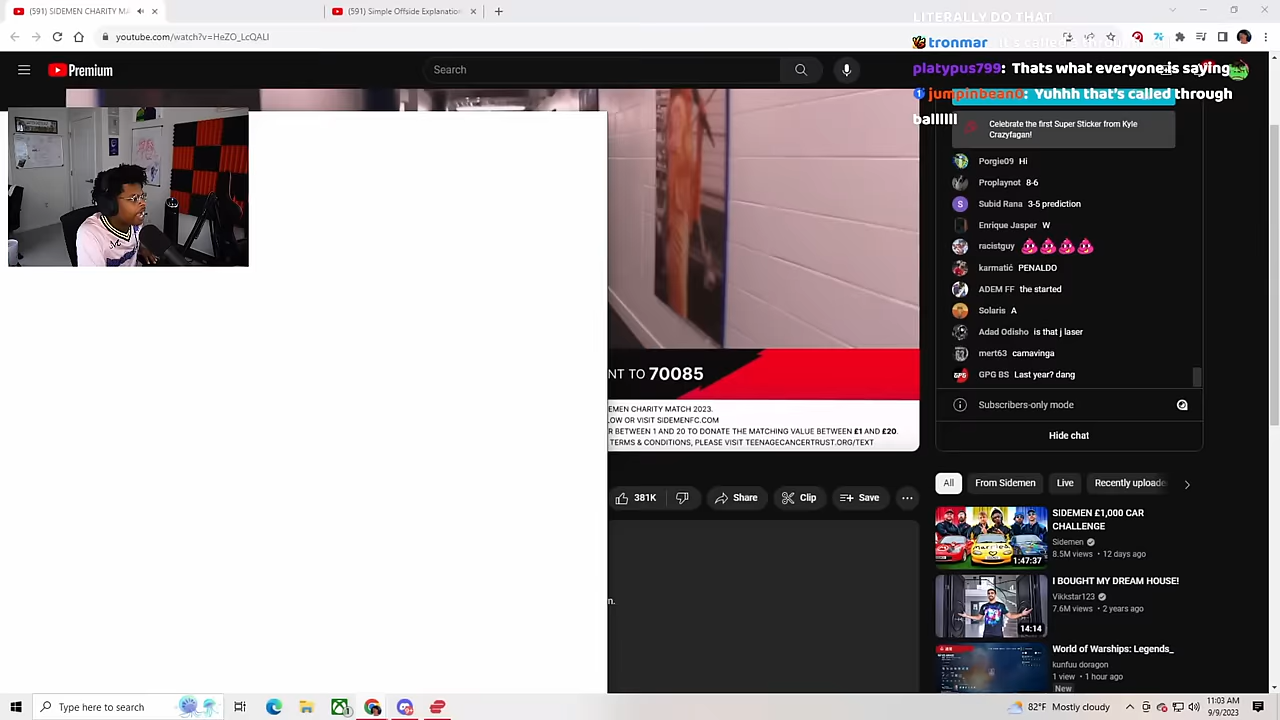 (591) SIDEMEN CHARITY MA
(591) Simple Offside Explanation
youtube.com/watch?v=HeZO_LcQALI
LITERALLY DO THAT
tronmar
platypus799: Thats what everyone is saying
jumpinbean0: Yuhhh that's called through
ballllll
Premium
Search
Celebrate the first Super Sticker from Kyle
Crazyfagan!
Porgie09 Hi
Proplaynot 8-6
Subid Rana 3-5 prediction
Enrique Jasper W
racistguy
karmatić PENALDO
ADEM FF the started
Solaris A
Adad Odisho is that j laser
mert63 camavinga
GPG BS Last year? dang
Subscribers-only mode
Hide chat
NT TO 70085
EMEN CHARITY MATCH 2023.
LOW OR VISIT SIDEMENFC.COM
R BETWEEN 1 AND 20 TO DONATE THE MATCHING VALUE BETWEEN £1 AND £20.
TERMS & CONDITIONS, PLEASE VISIT TEENAGECANCERTRUST.ORG/TEXT
381K
Share
Clip
Save
n.
All
From Sidemen
Live
Recently uploade
SIDEMEN £1,000 CAR
CHALLENGE
Sidemen
8.5M views • 12 days ago
1:47:37
I BOUGHT MY DREAM HOUSE!
Vikkstar123
7.6M views • 2 years ago
14:14
World of Warships: Legends_
kunfuu doragon
1 view • 1 hour ago
New
Type here to search
82°F Mostly cloudy
11:03 AM
9/9/2023